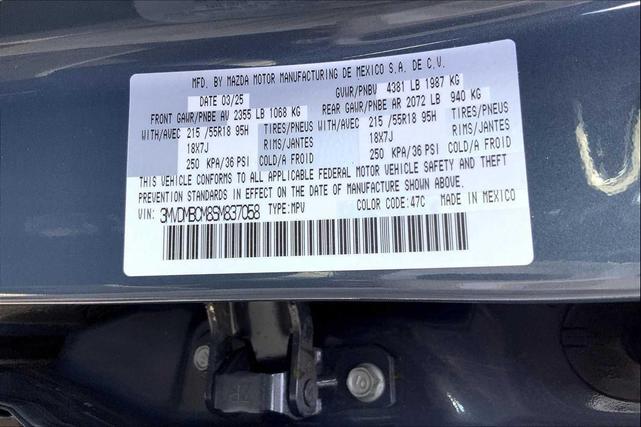 MFD. BY MAZDA MOTOR MANUFACTURING DE MEXICO S.A. DE C.V.
DATE 03/25 GVWR/PNBV 4381 LB 1987 KG
FRONT GAWR/PNBE AV 2355 LB 1068 KG REAR GAWR/PNBE AR 2072 LB 940 KG
WITH/AVEC 215 /55R18 95H TIRES/PNEUS WITH/AVEC 215 /55R18 95H TIRES/PNEUS
18X7J RIMS/JANTES 18X7J RIMS/JANTES
250 KPA/36 PSI COLD/A FROID 250 KPA/36 PSI COLD/A FROID
THIS VEHICLE CONFORMS TO ALL APPLICABLE FEDERAL MOTOR VEHICLE SAFETY AND THEFT
PREVENTION STANDARDS IN EFFECT ON THE DATE OF MANUFACTURE SHOWN ABOVE.
VIN: 3MVDMBCM8SM837058 TYPE:MPV COLOR CODE:47C MADE IN MEXICO